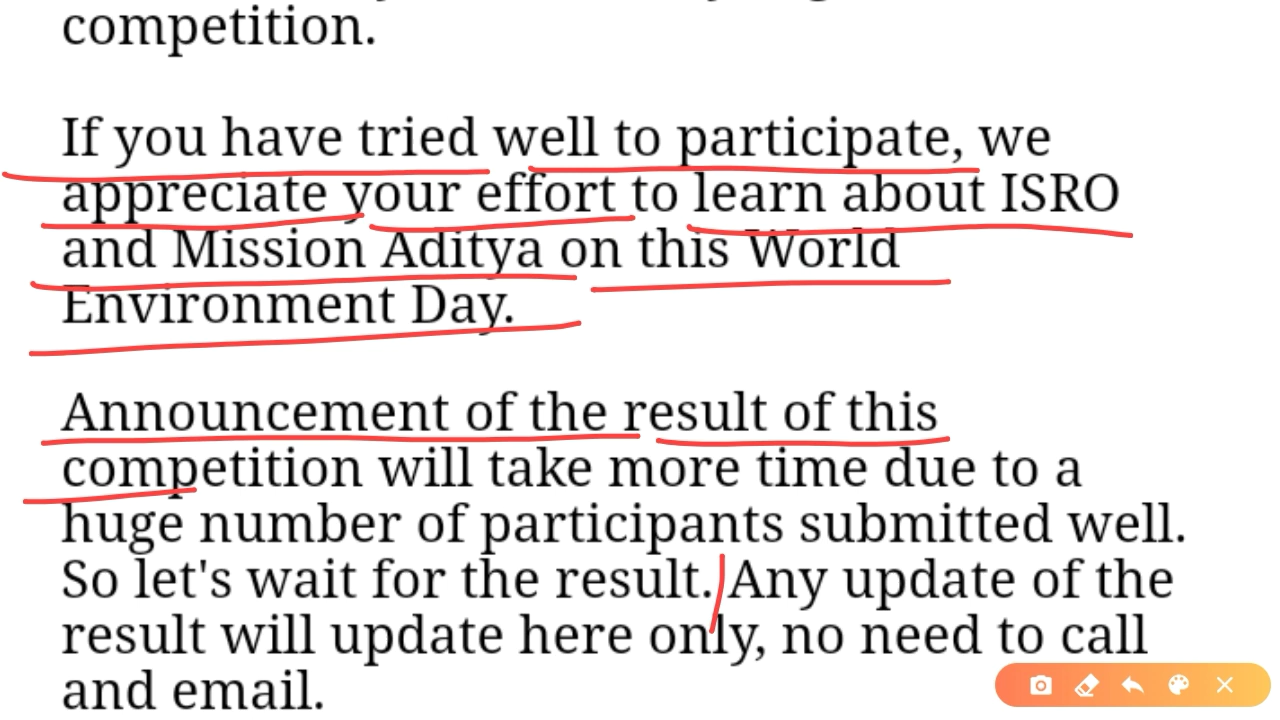 competition.
If you have tried well to participate, we
appreciate your effort to learn about ISRO
and Mission Aditya on this World
Environment Day.
Announcement of the result of this
competition will take more time due to a
huge number of participants submitted well.
So let's wait for the result. Any update of the
result will update here only, no need to call
and email.